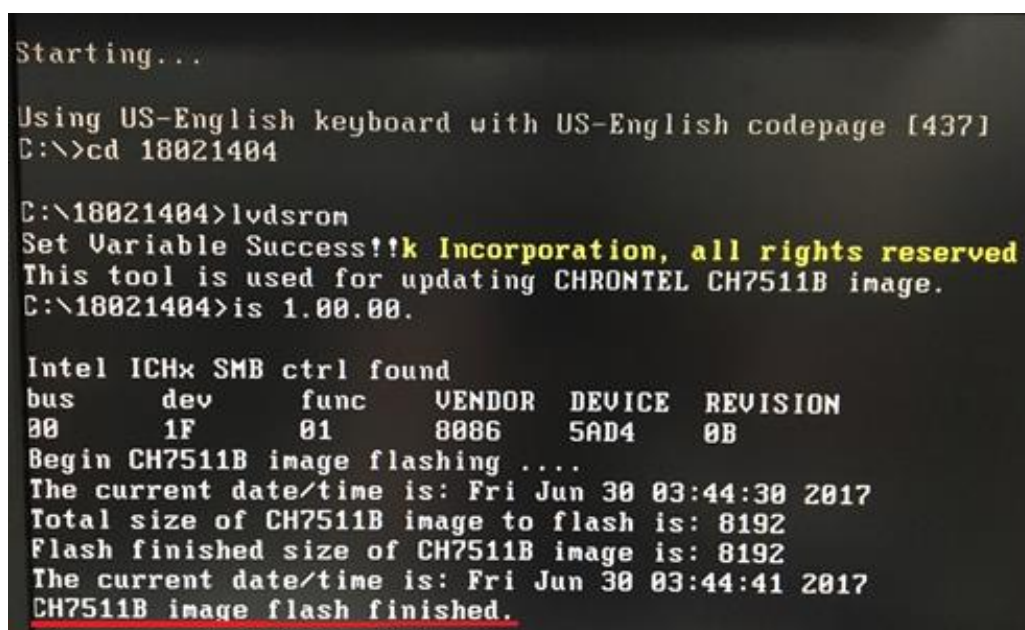 Starting...
Using US-English keyboard with US-English codepage [437]
C:\>cd 18021404
C:\18021404>lvdsrom
Set Variable Success!!k Incorporation, all rights reserved
This tool is used for updating CHRONTEL CH7511B image.
C:\18021404>is 1.00.00.
Intel ICHx SMB ctrl found
bus dev func VENDOR DEVICE REVISION
00 1F 01 8086 5AD4 0B
Begin CH7511B image flashing ....
The current date/time is: Fri Jun 30 03:44:30 2017
Total size of CH7511B image to flash is: 8192
Flash finished size of CH7511B image is: 8192
The current date/time is: Fri Jun 30 03:44:41 2017
CH7511B image flash finished.